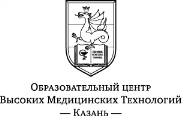 Образовательный центр
Высоких Медицинских Технологий
— Казань —